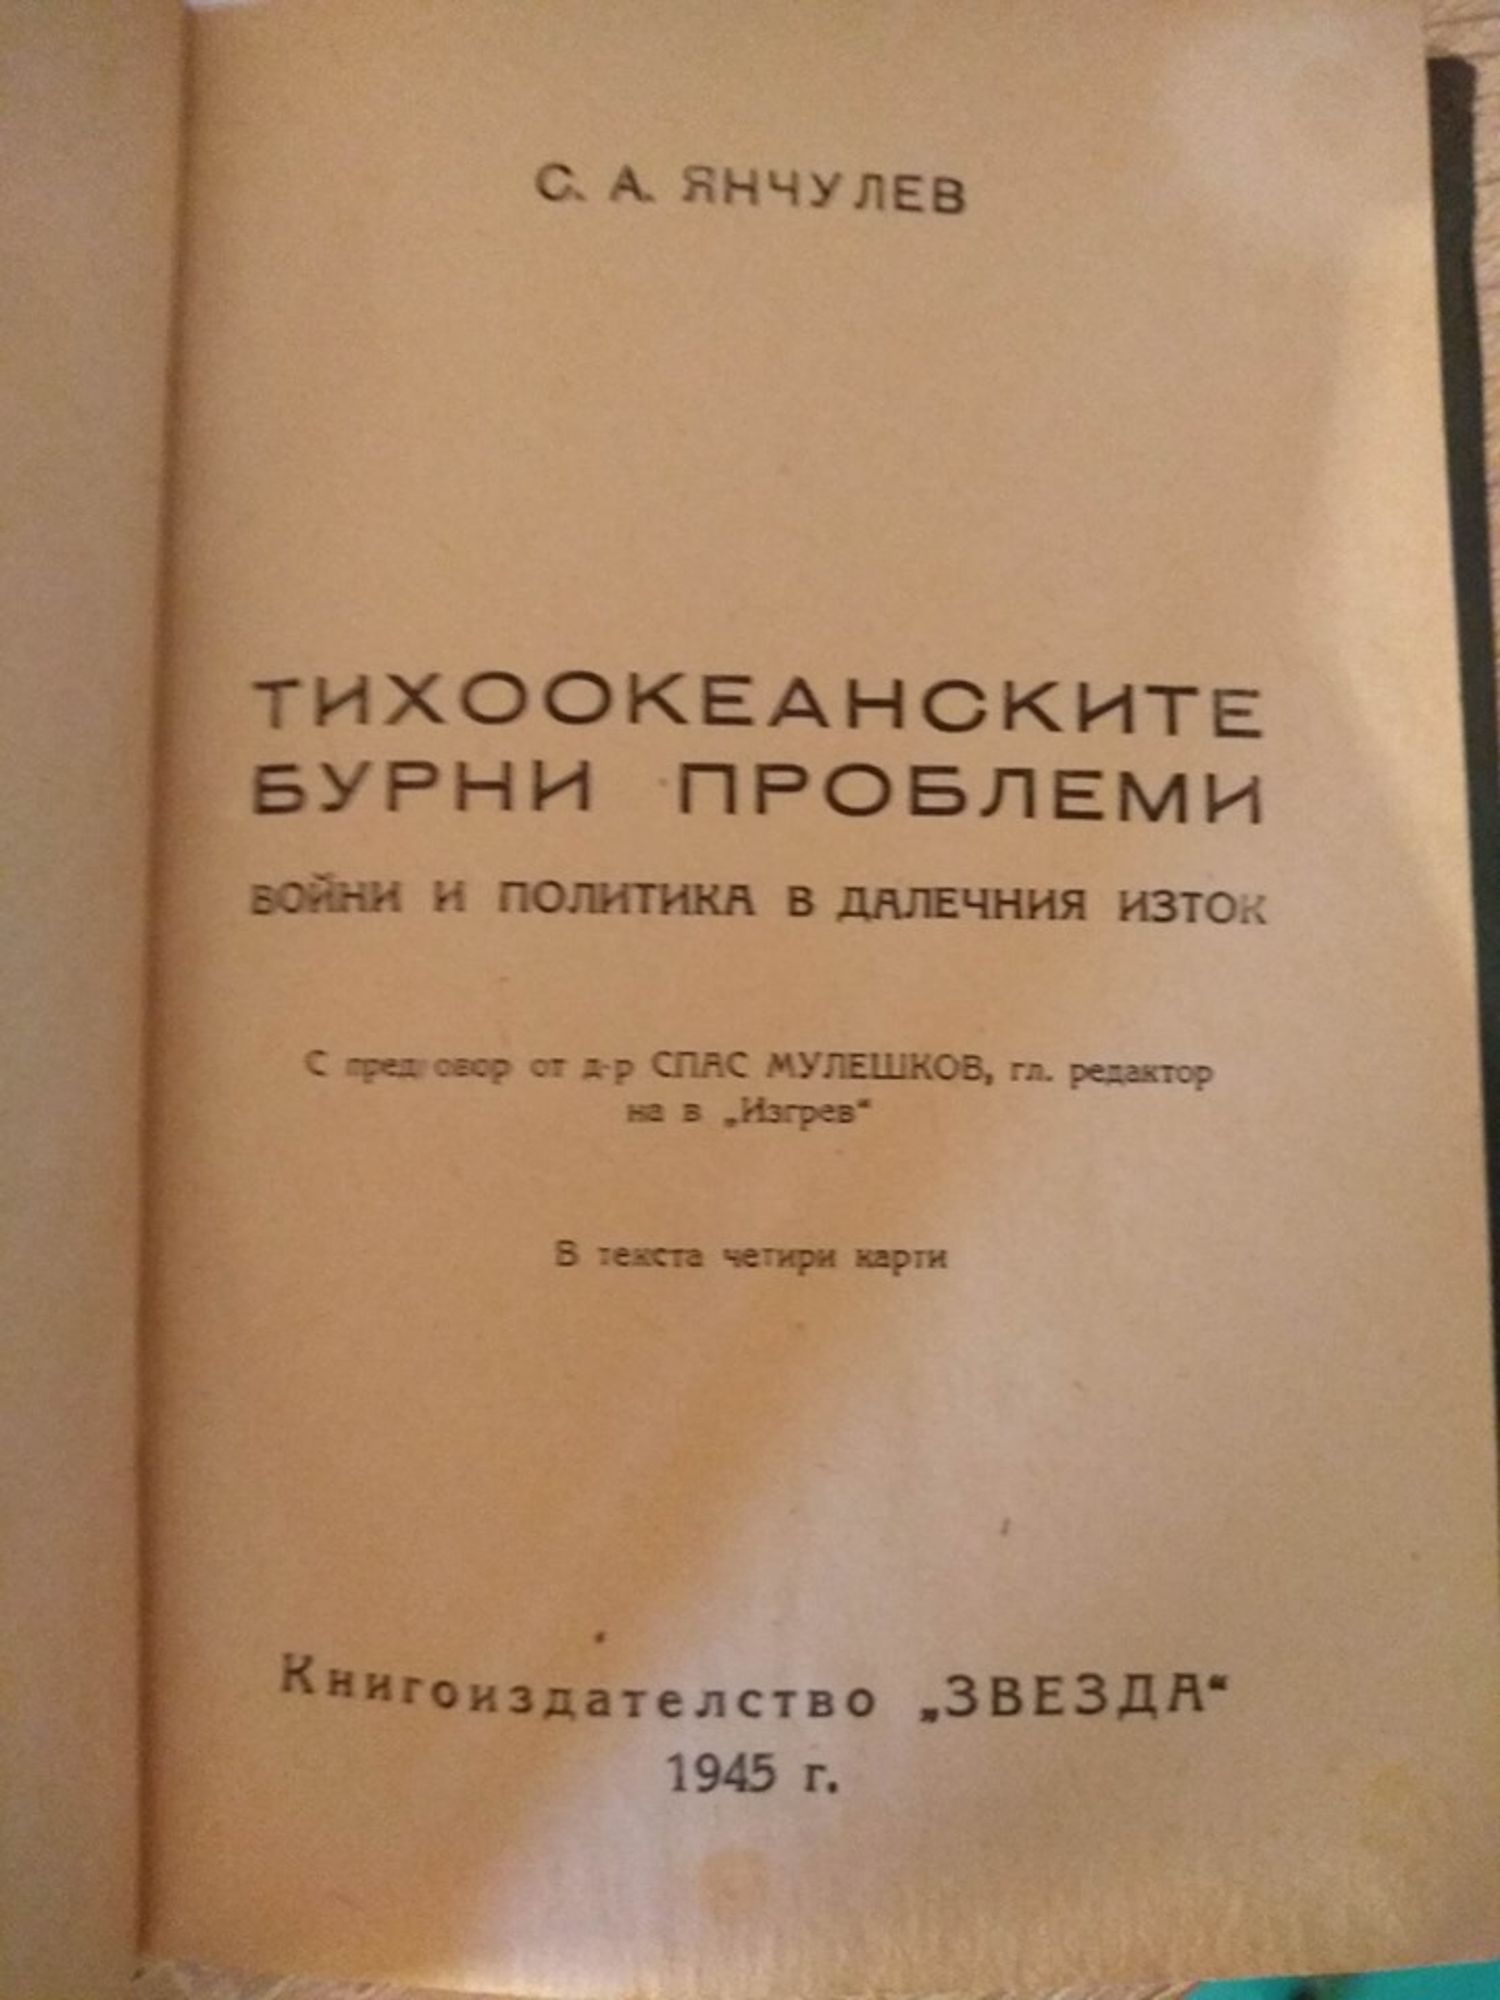 С. А. ЯНЧУЛЕВ
ТИХООКЕАНСКИТЕ
БУРНИ ПРОБЛЕМИ
ВОЙНИ И ПОЛИТИКА В ДАЛЕЧНИЯ ИЗТОК
С предговор от д-р СПАС МУЛЕШКОВ, гл. редактор
на в „Изгрев“
В текста четири карти
Книгоиздателство „ЗВЕЗДА“
1945 г.